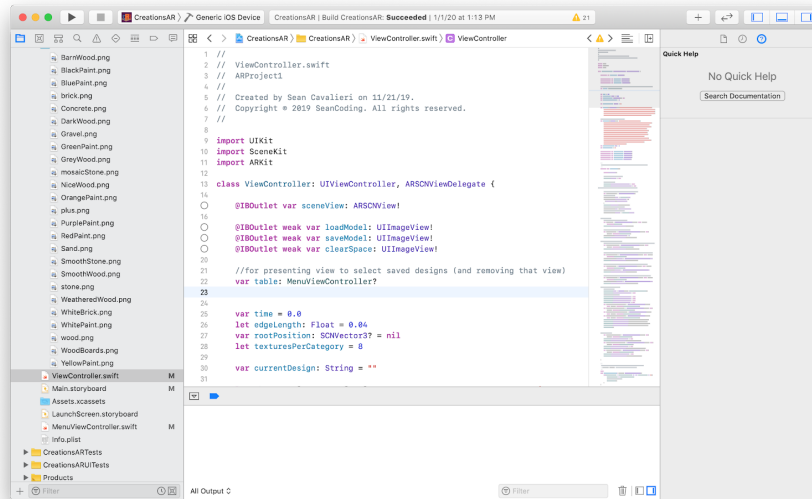 CreationsAR 〉 Generic iOS Device
CreationsAR | Build CreationsAR: Succeeded | 1/1/20 at 1:13 PM
21
CreationsAR 〉 CreationsAR 〉 ViewController.swift 〉 C ViewController
BarnWood.png
BlackPaint.png
BluePaint.png
brick.png
Concrete.png
DarkWood.png
Gravel.png
GreenPaint.png
GreyWood.png
mosaicStone.png
NiceWood.png
OrangePaint.png
plus.png
PurplePaint.png
RedPaint.png
Sand.png
SmoothStone.png
SmoothWood.png
stone.png
WeatheredWood.png
WhiteBrick.png
WhitePaint.png
wood.png
WoodBoards.png
YellowPaint.png
ViewController.swift M
Main.storyboard M
Assets.xcassets
LaunchScreen.storyboard
MenuViewController.swift M
Info.plist
CreationsARTests
CreationsARUITests
Products
Filter
1 //
2 // ViewController.swift
3 // ARProject1
4 //
5 // Created by Sean Cavalieri on 11/21/19.
6 // Copyright © 2019 SeanCoding. All rights reserved.
7 //
8
9 import UIKit
10 import SceneKit
11 import ARKit
12
13 class ViewController: UIViewController, ARSCNViewDelegate {
14
@IBOutlet var sceneView: ARSCNView!
16
@IBOutlet weak var loadModel: UIImageView!
@IBOutlet weak var saveModel: UIImageView!
@IBOutlet weak var clearSpace: UIImageView!
20
21 //for presenting view to select saved designs (and removing that view)
22 var table: MenuViewController?
23
24
25 var time = 0.0
26 let edgeLength: Float = 0.04
27 var rootPosition: SCNVector3? = nil
28 let texturesPerCategory = 8
29
30 var currentDesign: String = ""
31
All Output
Filter
Quick Help
No Quick Help
Search Documentation